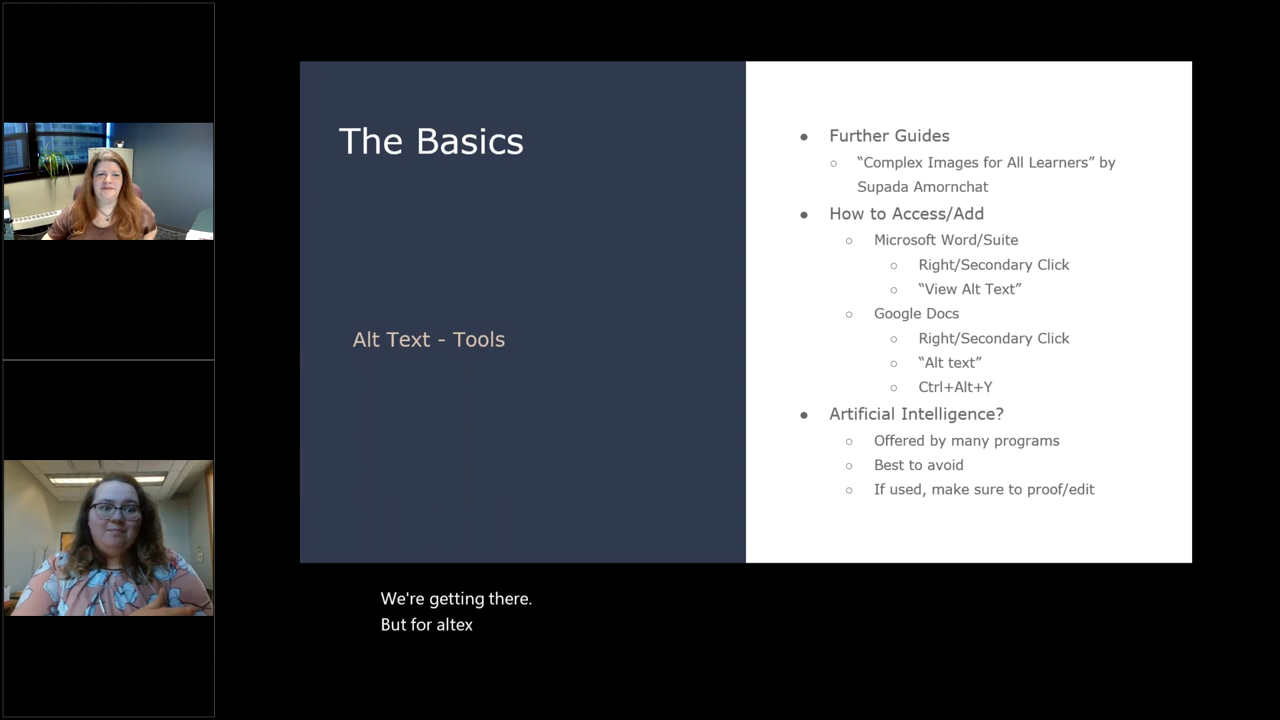 The Basics
Alt Text - Tools
● Further Guides
○ “Complex Images for All Learners” by
Supada Amornchat
● How to Access/Add
○ Microsoft Word/Suite
○ Right/Secondary Click
○ “View Alt Text”
○ Google Docs
○ Right/Secondary Click
○ “Alt text”
○ Ctrl+Alt+Y
● Artificial Intelligence?
○ Offered by many programs
○ Best to avoid
○ If used, make sure to proof/edit
We're getting there.
But for altex